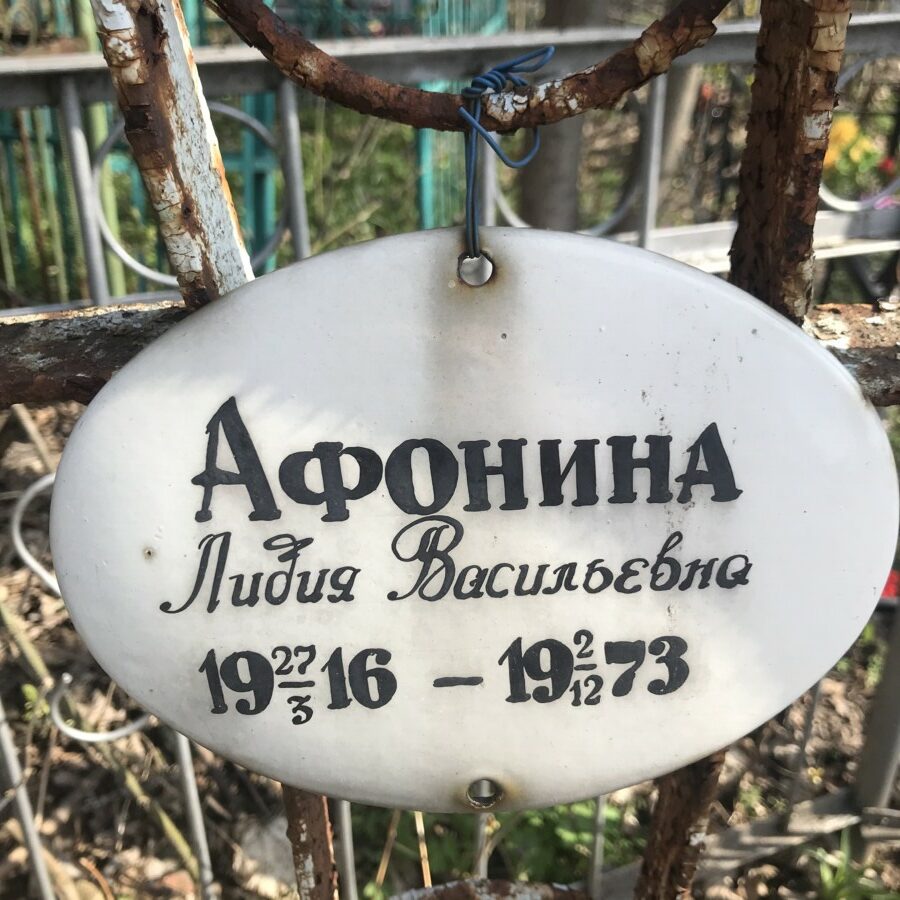 Афонина
Лидия Васильевна
19 27/3 16 – 19 2/12 73